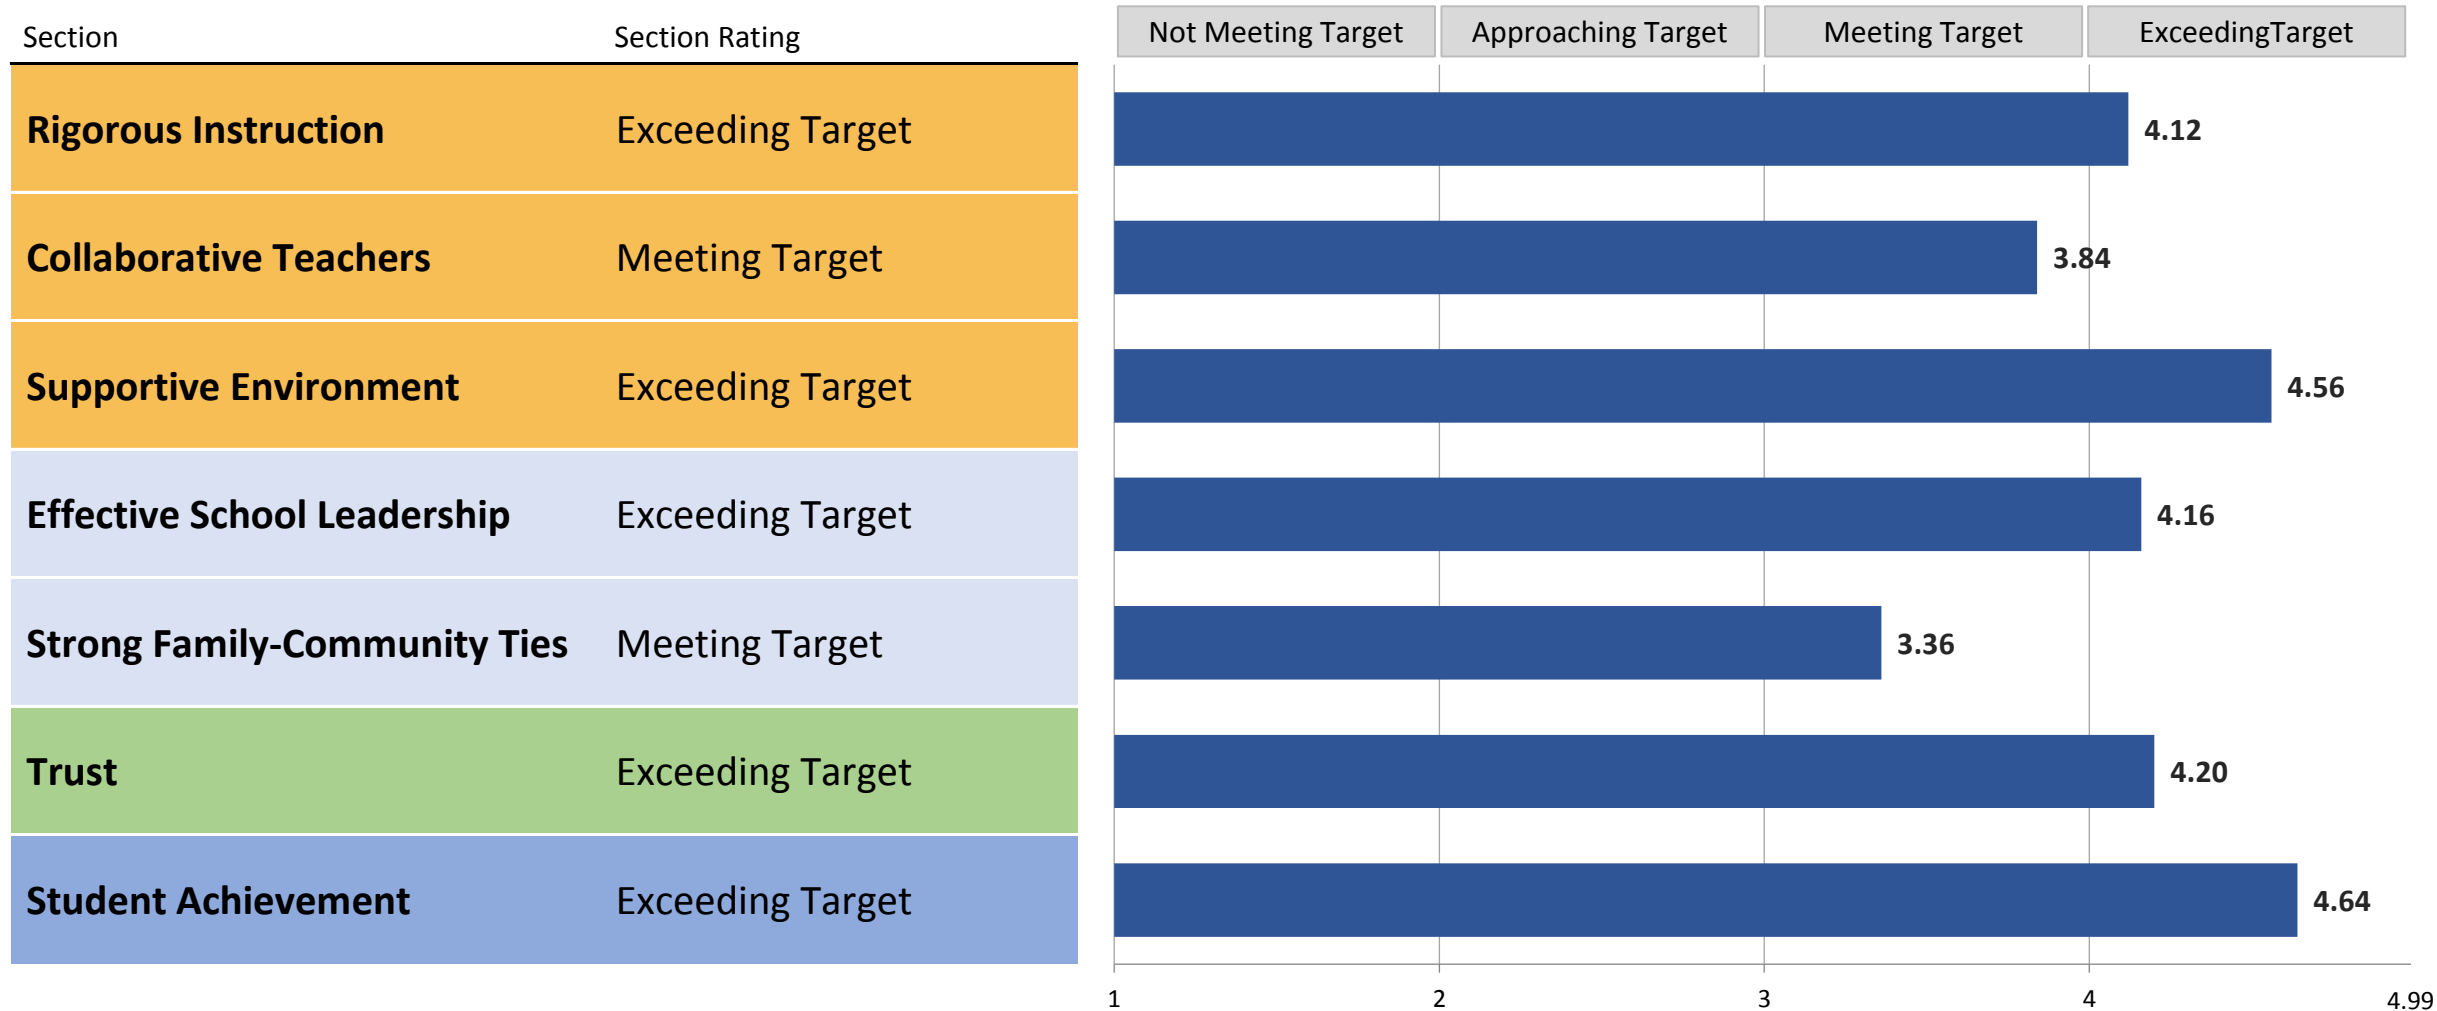 Section Section Rating Not Meeting Target Approaching Target Meeting Target ExceedingTarget
Rigorous Instruction Exceeding Target 4.12
Collaborative Teachers Meeting Target 3.84
Supportive Environment Exceeding Target 4.56
Effective School Leadership Exceeding Target 4.16
Strong Family-Community Ties Meeting Target 3.36
Trust Exceeding Target 4.20
Student Achievement Exceeding Target 4.64
1 2 3 4 4.99